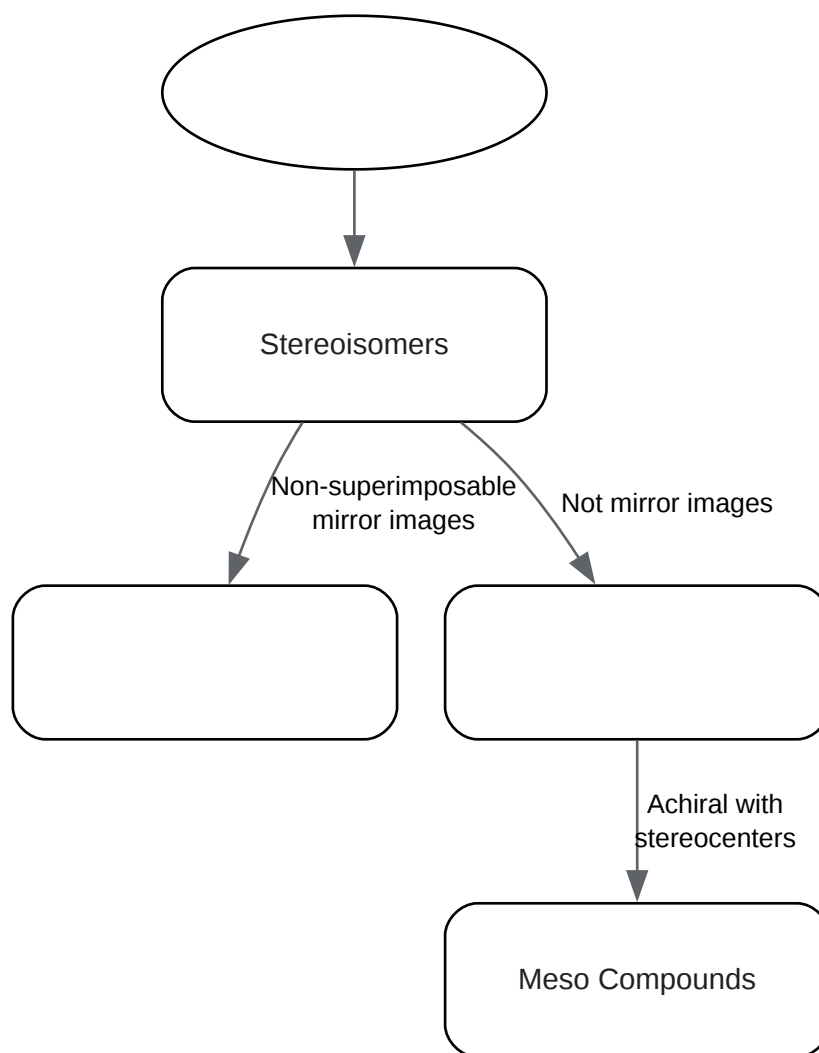 Stereoisomers
Non-superimposable
mirror images
Not mirror images
Achiral with
stereocenters
Meso Compounds